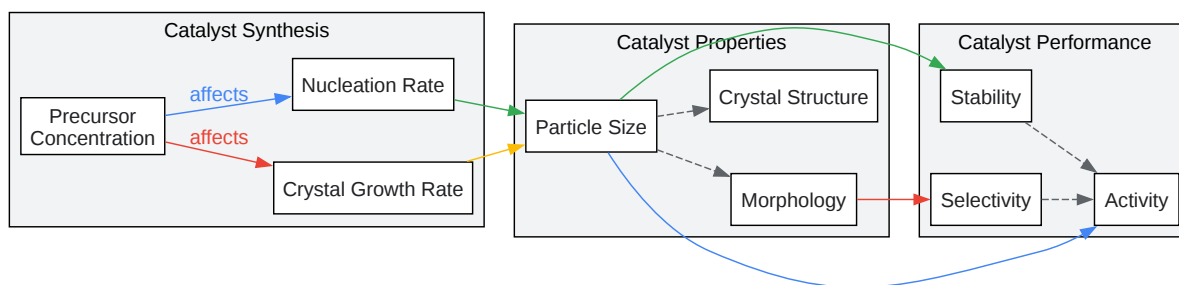 Catalyst Synthesis
Precursor
Concentration
affects
affects
Nucleation Rate
Crystal Growth Rate
Catalyst Properties
Particle Size
Crystal Structure
Morphology
Catalyst Performance
Stability
Selectivity
Activity